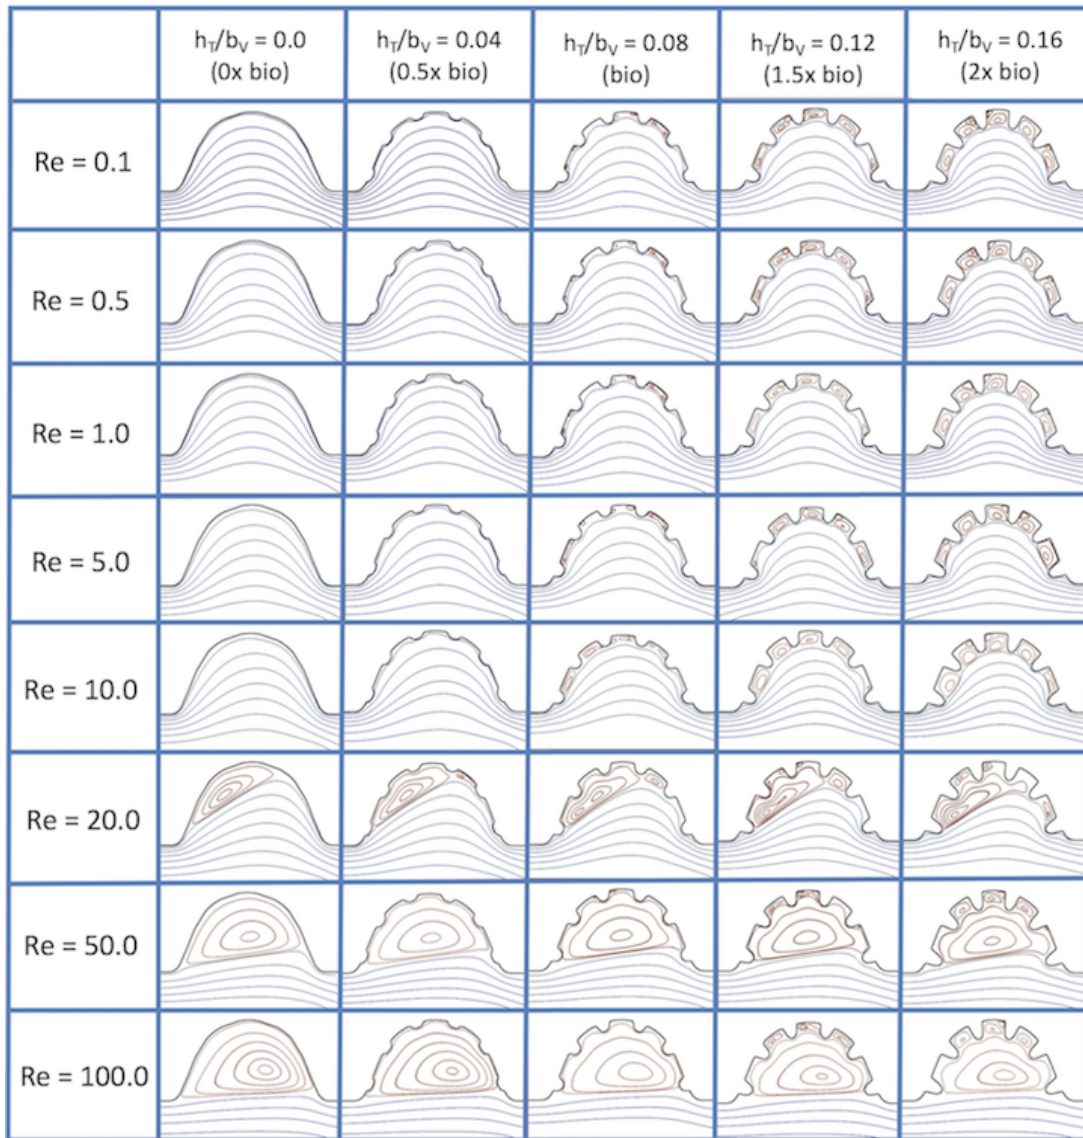 h_T/b_V = 0.0
(0x bio)
h_T/b_V = 0.04
(0.5x bio)
h_T/b_V = 0.08
(bio)
h_T/b_V = 0.12
(1.5x bio)
h_T/b_V = 0.16
(2x bio)
Re = 0.1
Re = 0.5
Re = 1.0
Re = 5.0
Re = 10.0
Re = 20.0
Re = 50.0
Re = 100.0